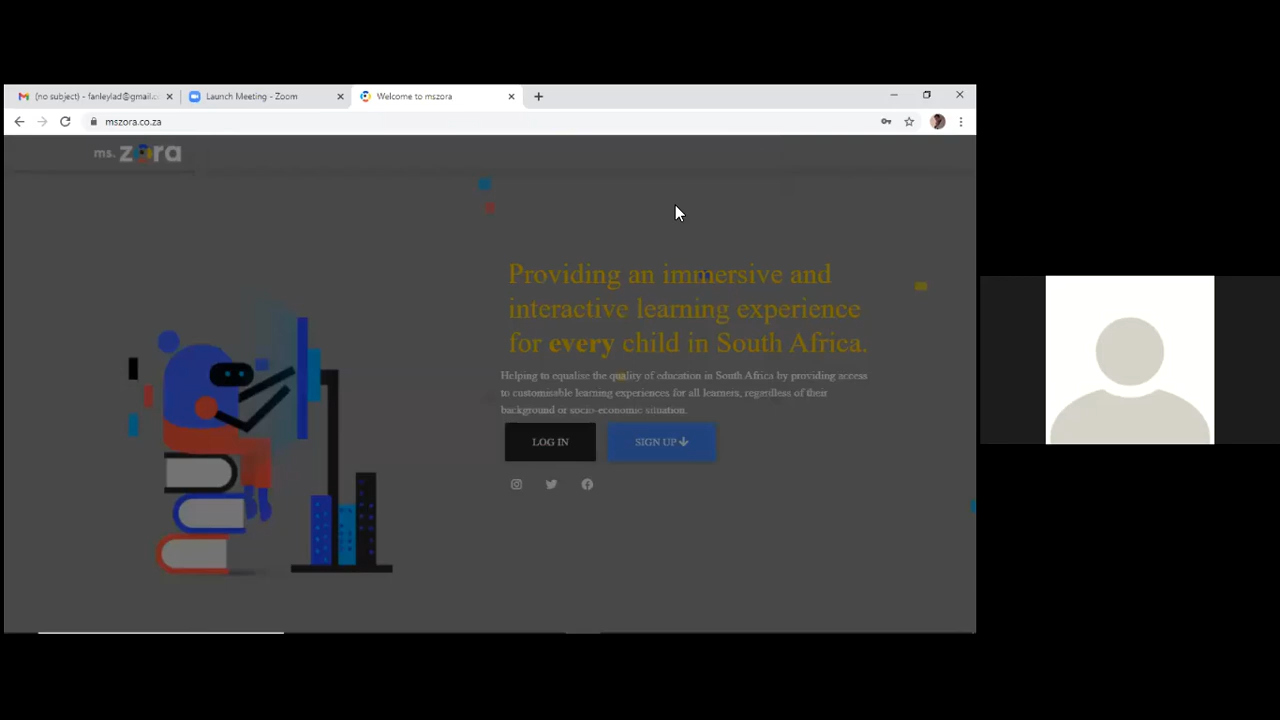 (no subject) - fanleylad@gmail.c
Launch Meeting - Zoom
Welcome to mszora
mszora.co.za
ms. zora
Providing an immersive and
interactive learning experience
for every child in South Africa.
Helping to equalise the quality of education in South Africa by providing access
to customisable learning experiences for all learners, regardless of their
background or socio-economic situation.
LOG IN
SIGN UP